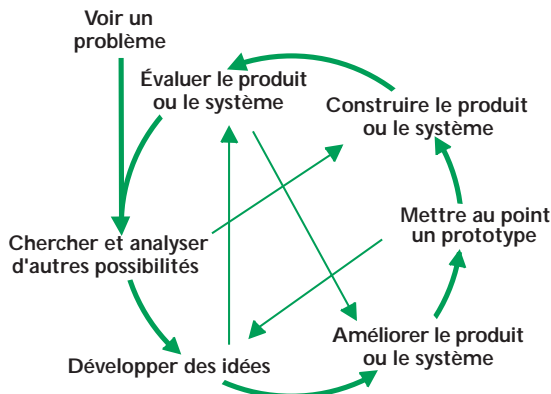 Voir un
problème
Évaluer le produit
ou le système
Construire le produit
ou le système
Mettre au point
un prototype
Chercher et analyser
d'autres possibilités
Améliorer le produit
ou le système
Développer des idées